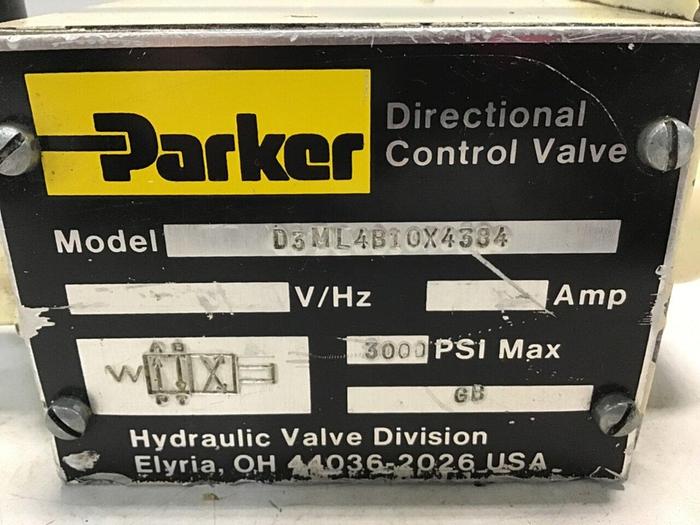 Parker
Directional
Control Valve
Model D3ML4B10X4384
V/Hz Amp
A B
3000 PSI Max
P T
GB
Hydraulic Valve Division
Elyria, OH 44036-2026 USA